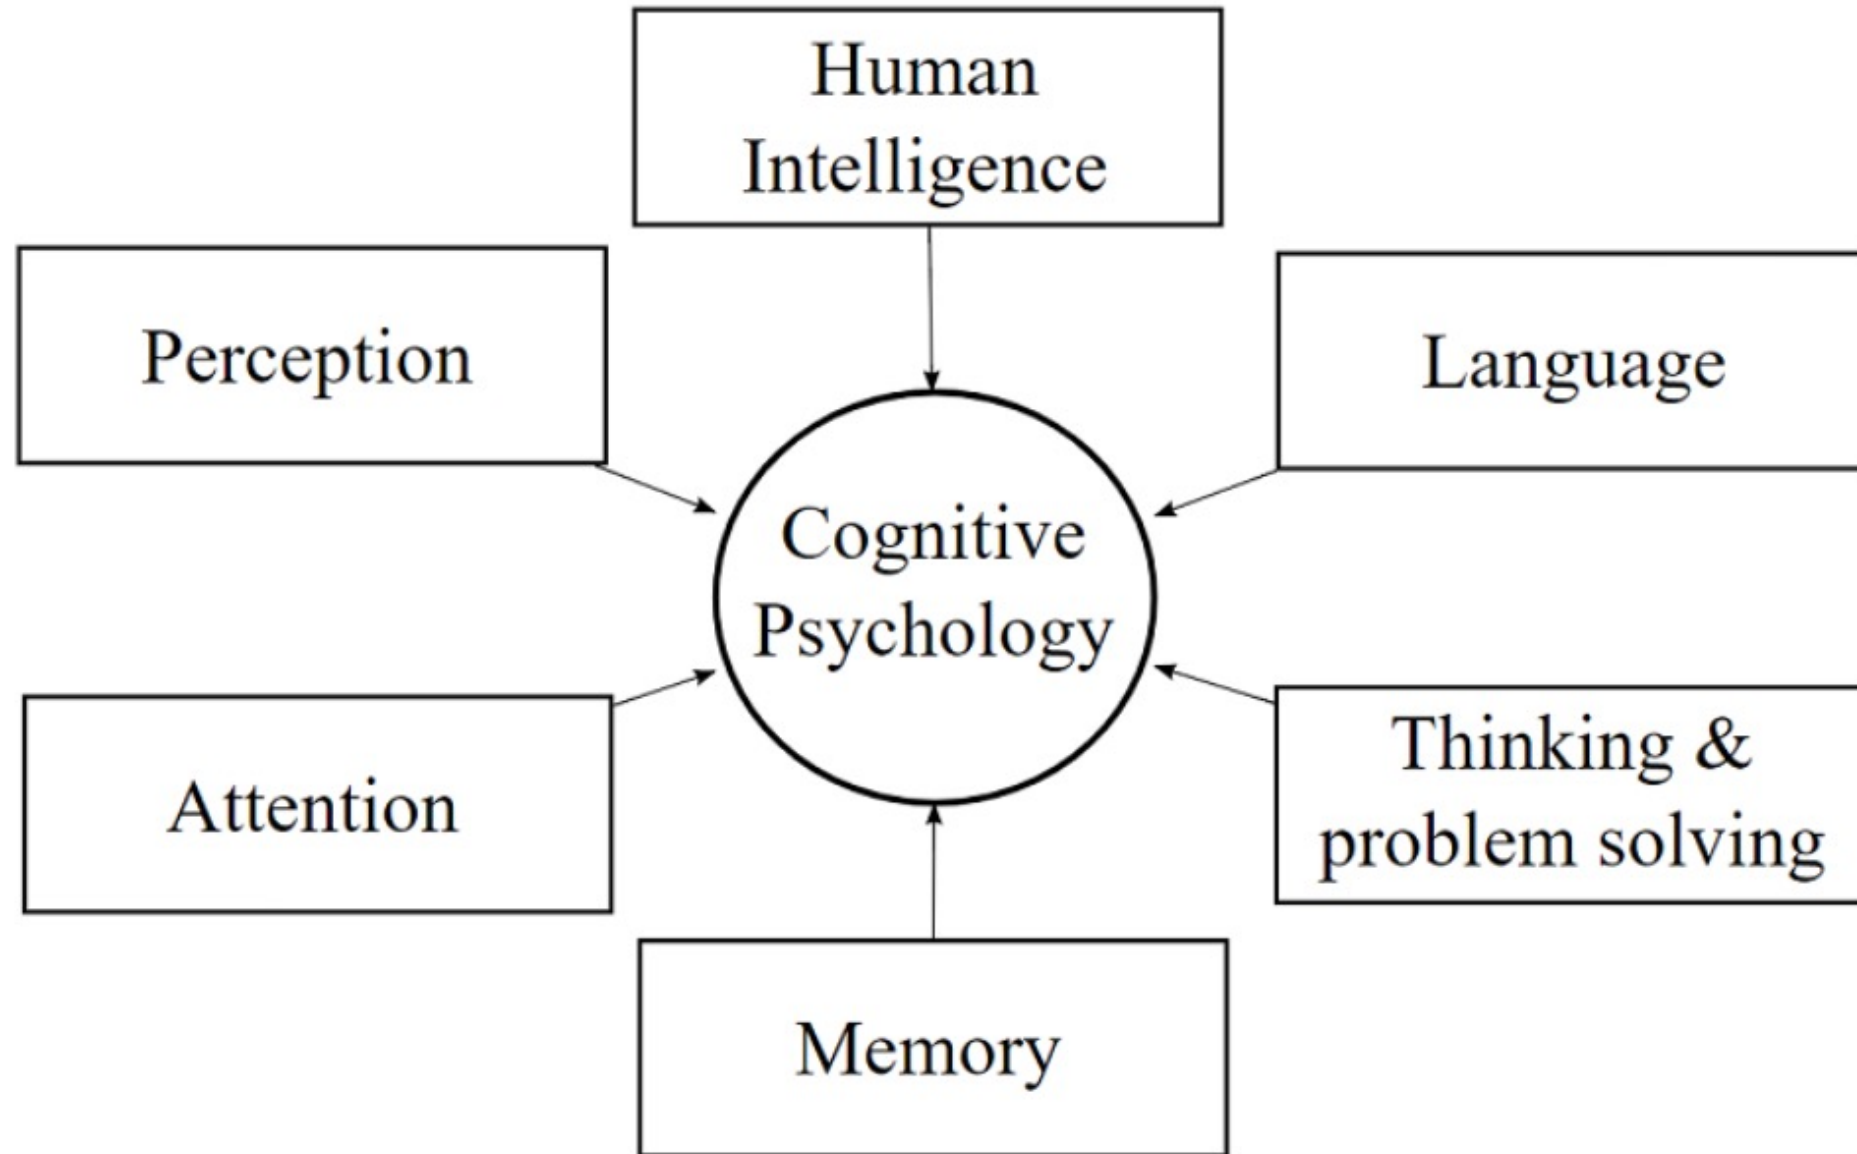 Human
Intelligence
Perception
Language
Cognitive
Psychology
Attention
Thinking &
problem solving
Memory